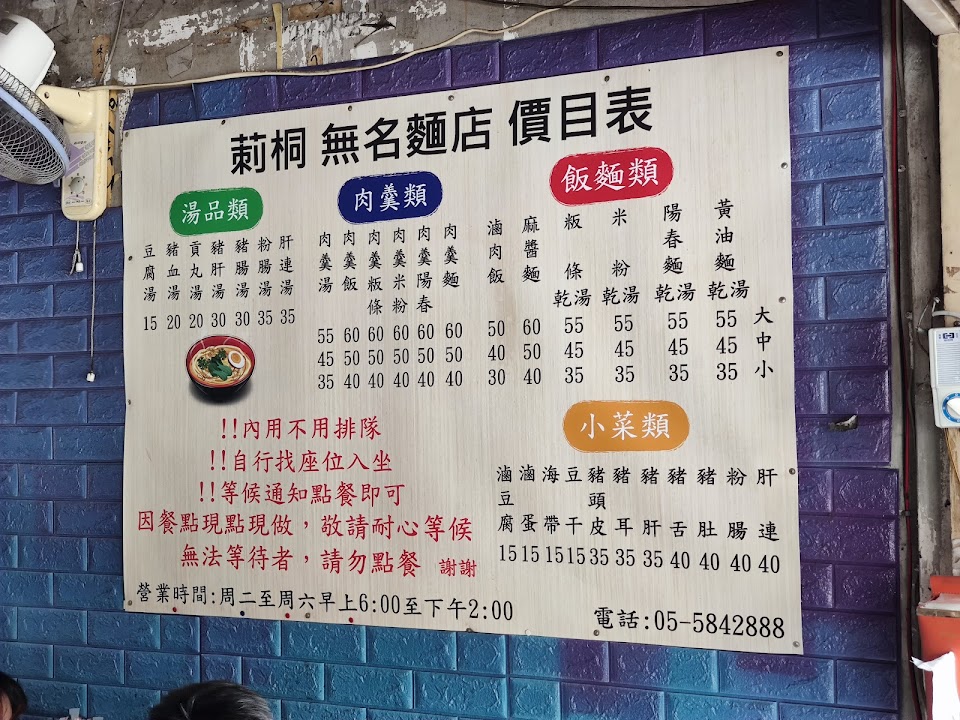 莿桐 無名麵店 價目表
湯品類
豆腐湯 15
豬血湯 20
貢丸湯 20
豬肝湯 30
豬腸湯 30
粉腸湯 35
肝連湯 35
肉羹類
肉羹湯 55 45 35
肉羹飯 60 50 40
肉羹粄條 60 50 40
肉羹米粉 60 50 40
肉羹陽春 60 50 40
肉羹麵 60 50 40
飯麵類
滷肉飯 50 40 30
麻醬麵 60 50 40
粄條 乾湯 55 45 35
米粉 乾湯 55 45 35
陽春麵 乾湯 55 45 35
黃油麵 乾湯 55 45 35
大 中 小
小菜類
滷豆腐 15
滷蛋 15
海帶 15
豆干 15
豬頭皮 35
豬耳 35
豬肝 35
豬舌 40
豬肚 40
粉腸 40
肝連 40
!!內用不用排隊
!!自行找座位入坐
!!等候通知點餐即可
因餐點現點現做，敬請耐心等候
無法等待者，請勿點餐 謝謝
營業時間:周二至周六早上6:00至下午2:00
電話:05-5842888